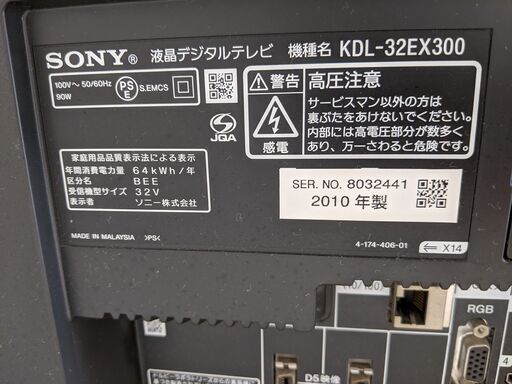 SONY® 液晶デジタルテレビ 機種名 KDL-32EX300
100V～50/60Hz
90W
PS
E
S.EMCS
JQA
警告 高圧注意
サービスマン以外の方は
裏ぶたをあけないでください。
内部には高電圧部分が数多く
あり、万一さわると危険です。
感電
家庭用品品質表示法による表示
年間消費電力量 64kWh/年
区分名 BEE
受信機型サイズ 32V
表示者 ソニー株式会社
SER. NO. 8032441
2010 年製
MADE IN MALAYSIA >PS<
4-174-406-01
X14
(10/100)
RGB
D5映像
4